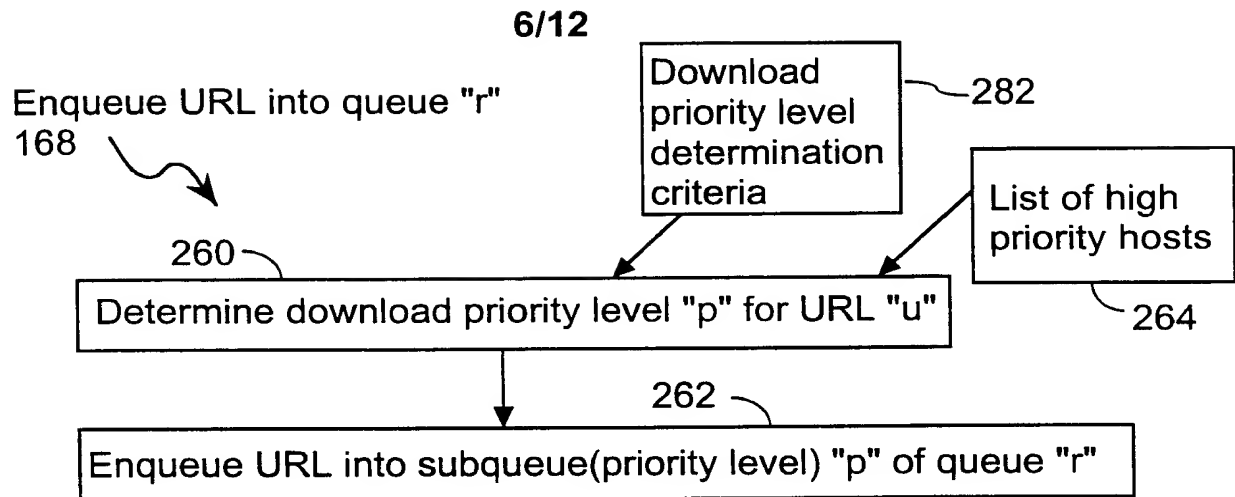 6/12
Enqueue URL into queue "r"
168
Download
priority level
determination
criteria
282
List of high
priority hosts
264
260
Determine download priority level "p" for URL "u"
262
Enqueue URL into subqueue(priority level) "p" of queue "r"